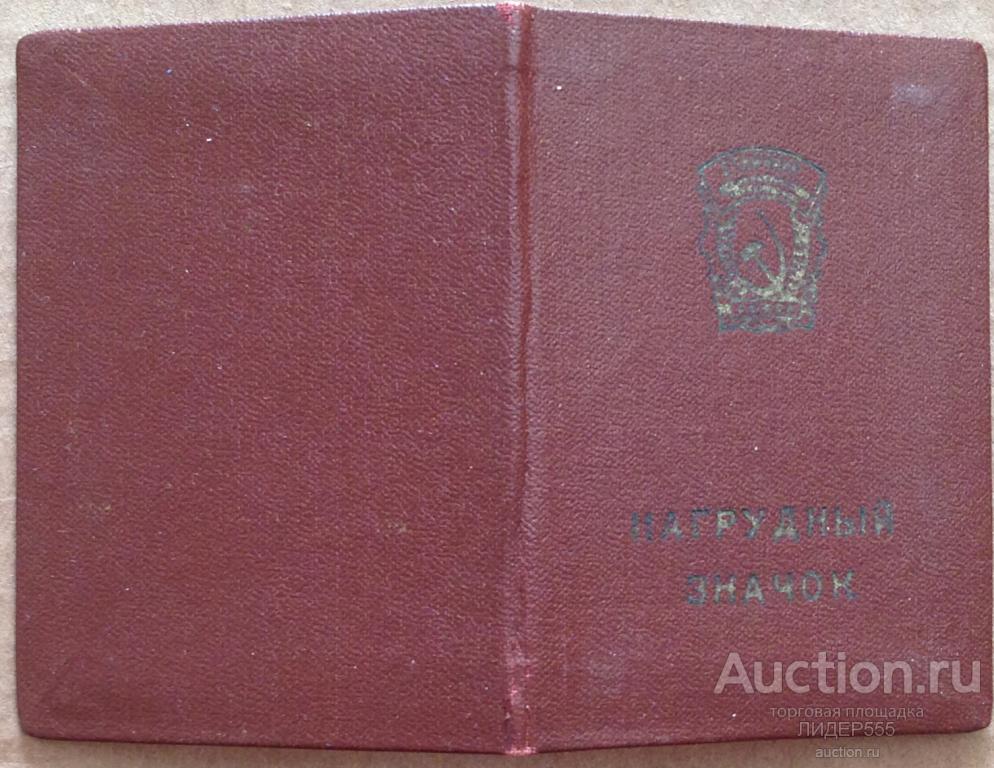 НАГРУДНЫЙ
ЗНАЧОК
Auction.ru
торговая площадка
ЛИДЕР555
auction.ru